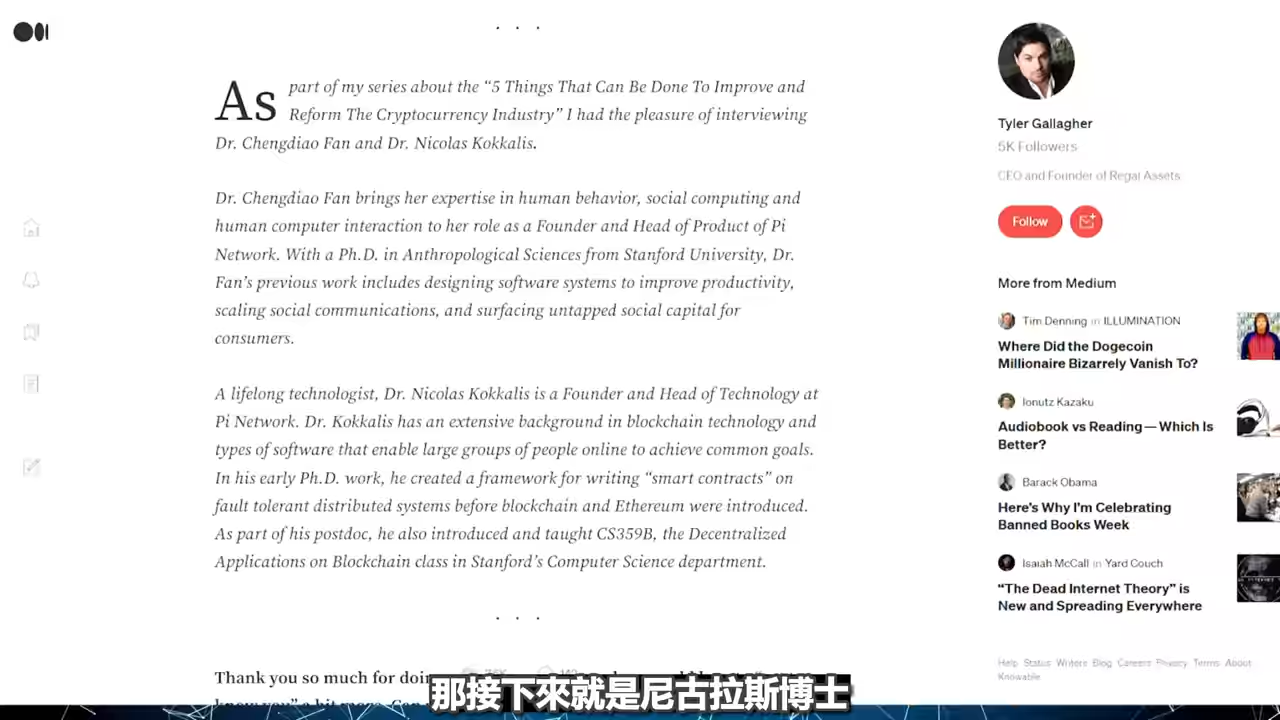 . . .
As part of my series about the “5 Things That Can Be Done To Improve and
Reform The Cryptocurrency Industry” I had the pleasure of interviewing
Dr. Chengdiao Fan and Dr. Nicolas Kokkalis.
Dr. Chengdiao Fan brings her expertise in human behavior, social computing and
human computer interaction to her role as a Founder and Head of Product of Pi
Network. With a Ph.D. in Anthropological Sciences from Stanford University, Dr.
Fan’s previous work includes designing software systems to improve productivity,
scaling social communications, and surfacing untapped social capital for
consumers.
A lifelong technologist, Dr. Nicolas Kokkalis is a Founder and Head of Technology at
Pi Network. Dr. Kokkalis has an extensive background in blockchain technology and
types of software that enable large groups of people online to achieve common goals.
In his early Ph.D. work, he created a framework for writing “smart contracts” on
fault tolerant distributed systems before blockchain and Ethereum were introduced.
As part of his postdoc, he also introduced and taught CS359B, the Decentralized
Applications on Blockchain class in Stanford’s Computer Science department.
. . .
Thank you so much for doin
那接下來就是尼古拉斯博士
Tyler Gallagher
5K Followers
CEO and Founder of Regal Assets
Follow
More from Medium
Tim Denning in ILLUMINATION
Where Did the Dogecoin
Millionaire Bizarrely Vanish To?
Ionutz Kazaku
Audiobook vs Reading — Which Is
Better?
Barack Obama
Here’s Why I’m Celebrating
Banned Books Week
Isaiah McCall in Yard Couch
“The Dead Internet Theory” is
New and Spreading Everywhere
Help Status Writers Blog Careers Privacy Terms About
Knowable